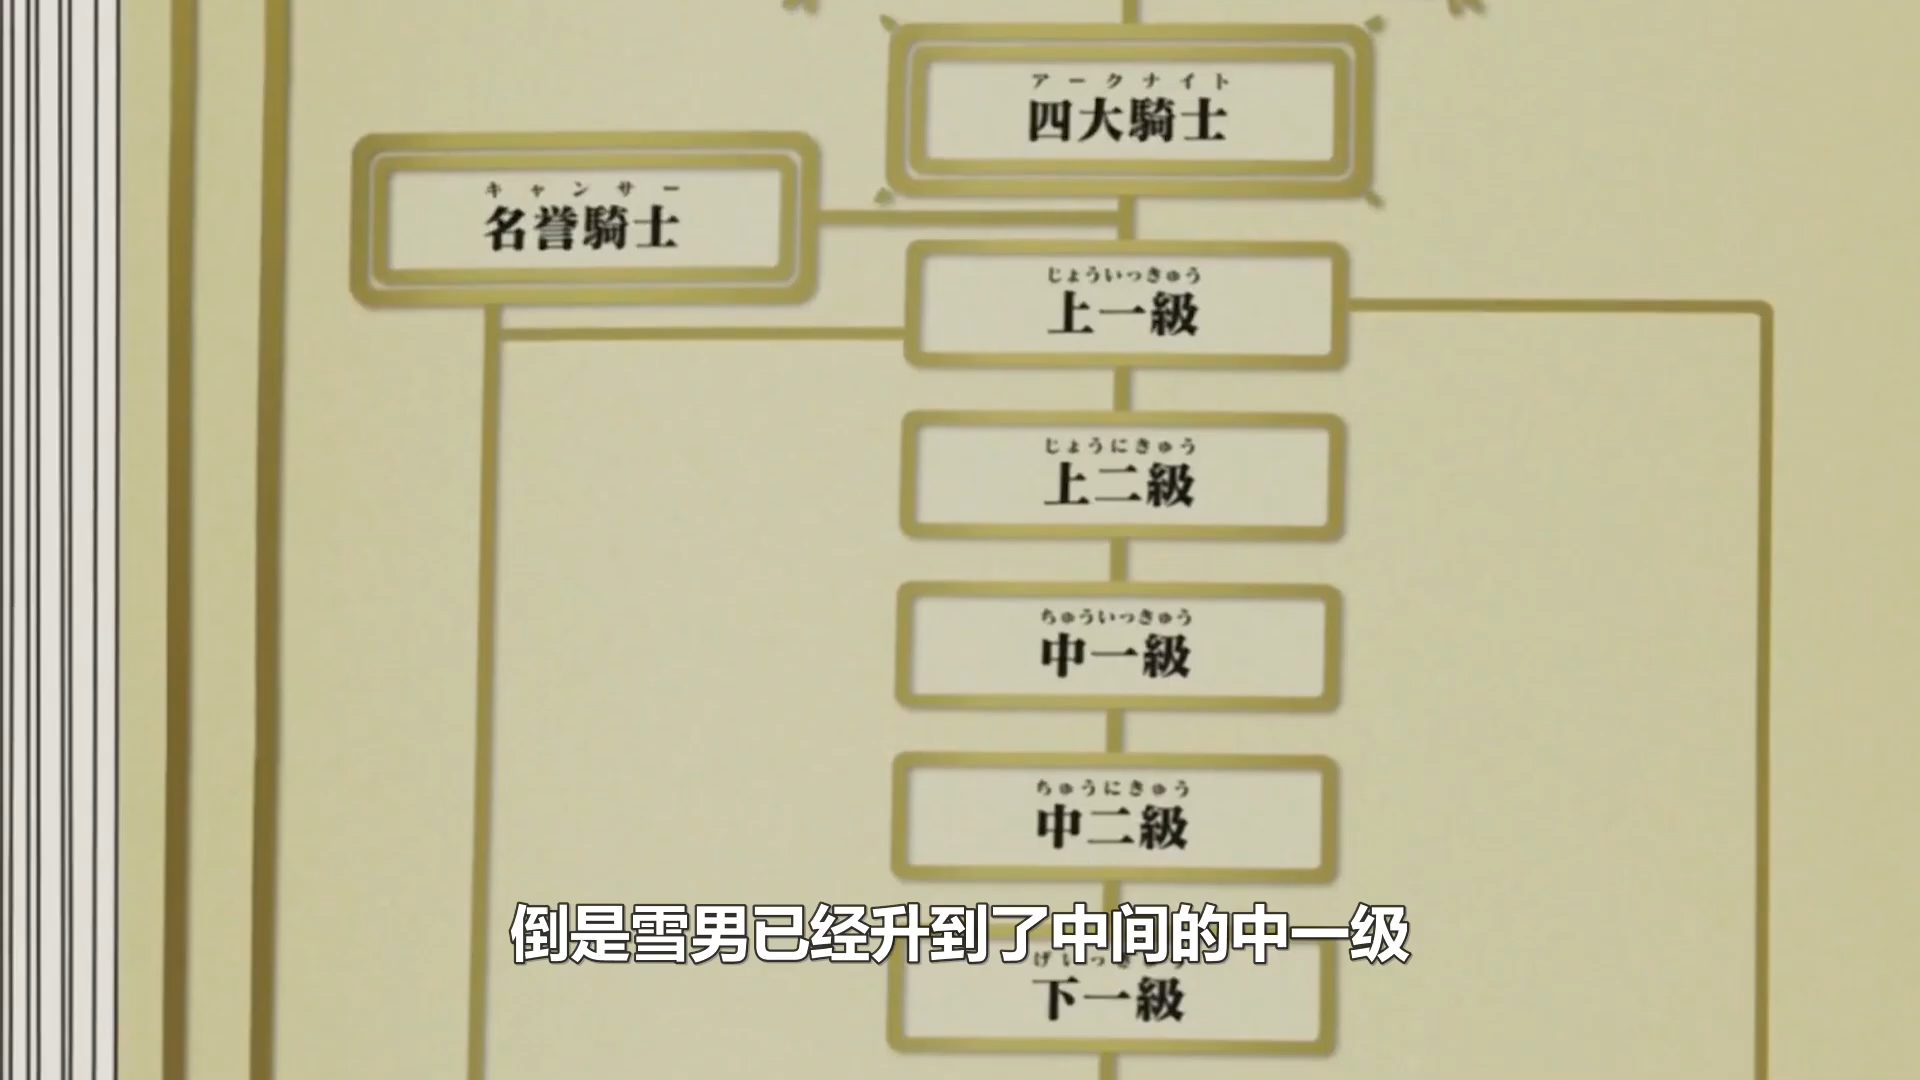 アークナイト
四大騎士
キャンサー
名誉騎士
じょういっきゅう
上一級
じょうにきゅう
上二級
ちゅういっきゅう
中一級
ちゅうにきゅう
中二級
倒是雪男已经升到了中间的中一级
下一級